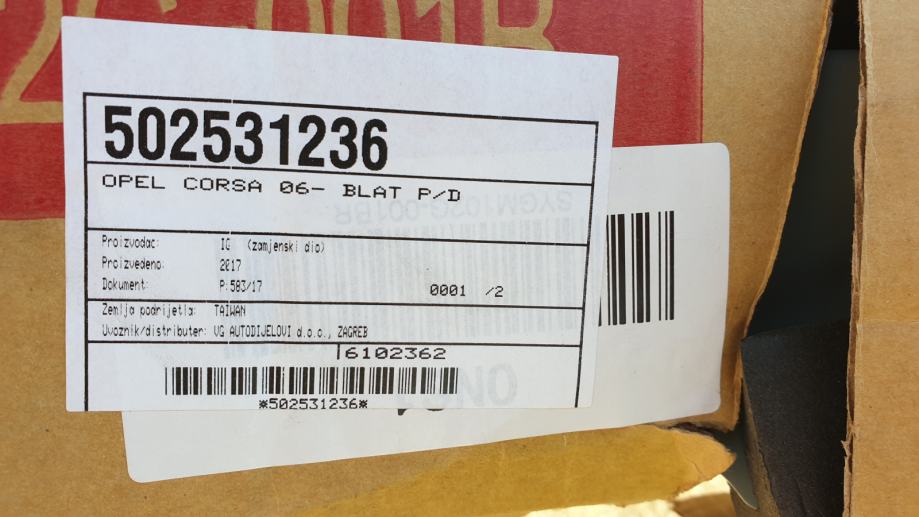 502531236
OPEL CORSA 06- BLAT P/D
Proizvođac: IG (zamjenski dio)
Proizvedeno: 2017
Dokument: P:583/17 0001 /2
Zemlja podrijetla: TAIWAN
Uvoznik/distributer: VG AUTODIJELOVI d.o.o., ZAGREB
6102362
*502531236*